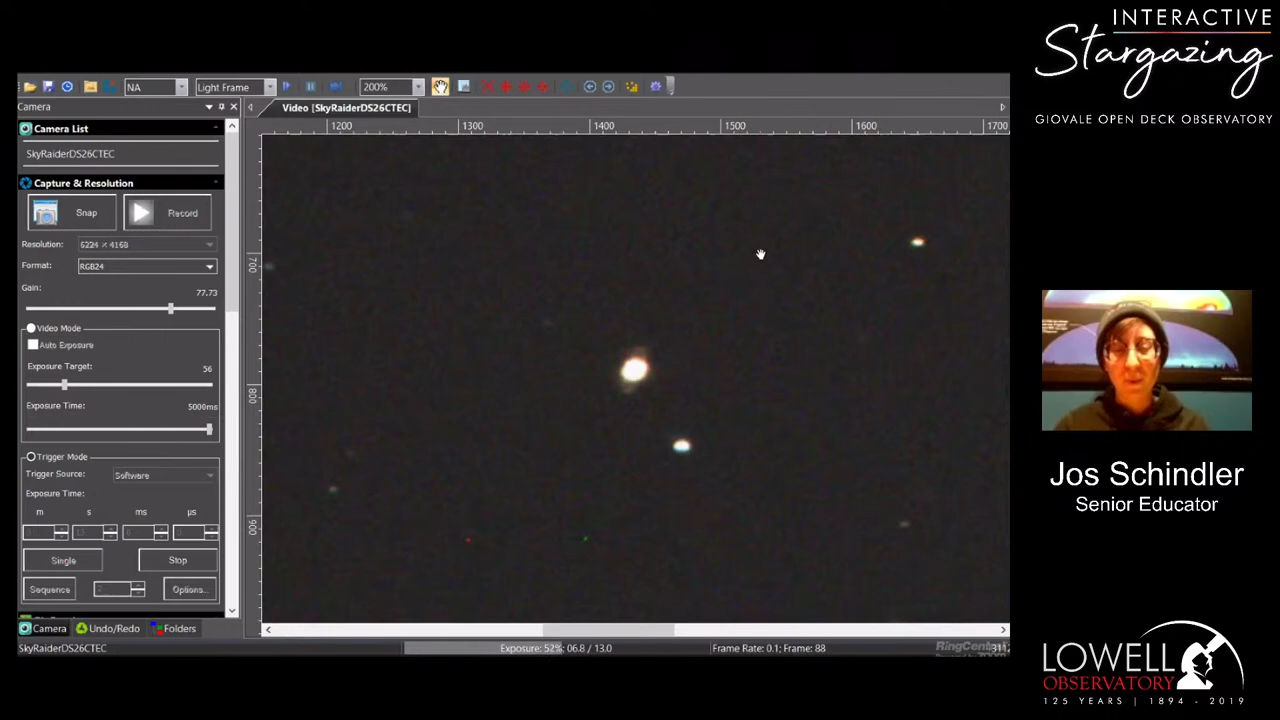 INTERACTIVE
Stargazing
GIOVALE OPEN DECK OBSERVATORY
NA
Light Frame
200%
Camera
Video [SkyRaiderDS26CTEC]
1200
1300
1400
1500
1600
1700
Camera List
SkyRaiderDS26CTEC
Capture & Resolution
Snap
Record
Resolution:
6224 × 4168
Format:
RGB24
Gain:
77.73
Video Mode
Auto Exposure
Exposure Target:
56
Exposure Time:
5000ms
Trigger Mode
Trigger Source:
Software
Exposure Time:
m s ms µs
Single
Stop
Sequence
Options...
700
800
900
Camera
Undo/Redo
Folders
SkyRaiderDS26CTEC
Exposure: 52%: 06.8 / 13.0
Frame Rate: 0.1; Frame: 88
RingCentral
Jos Schindler
Senior Educator
LOWELL
OBSERVATORY
125 YEARS | 1894 - 2019